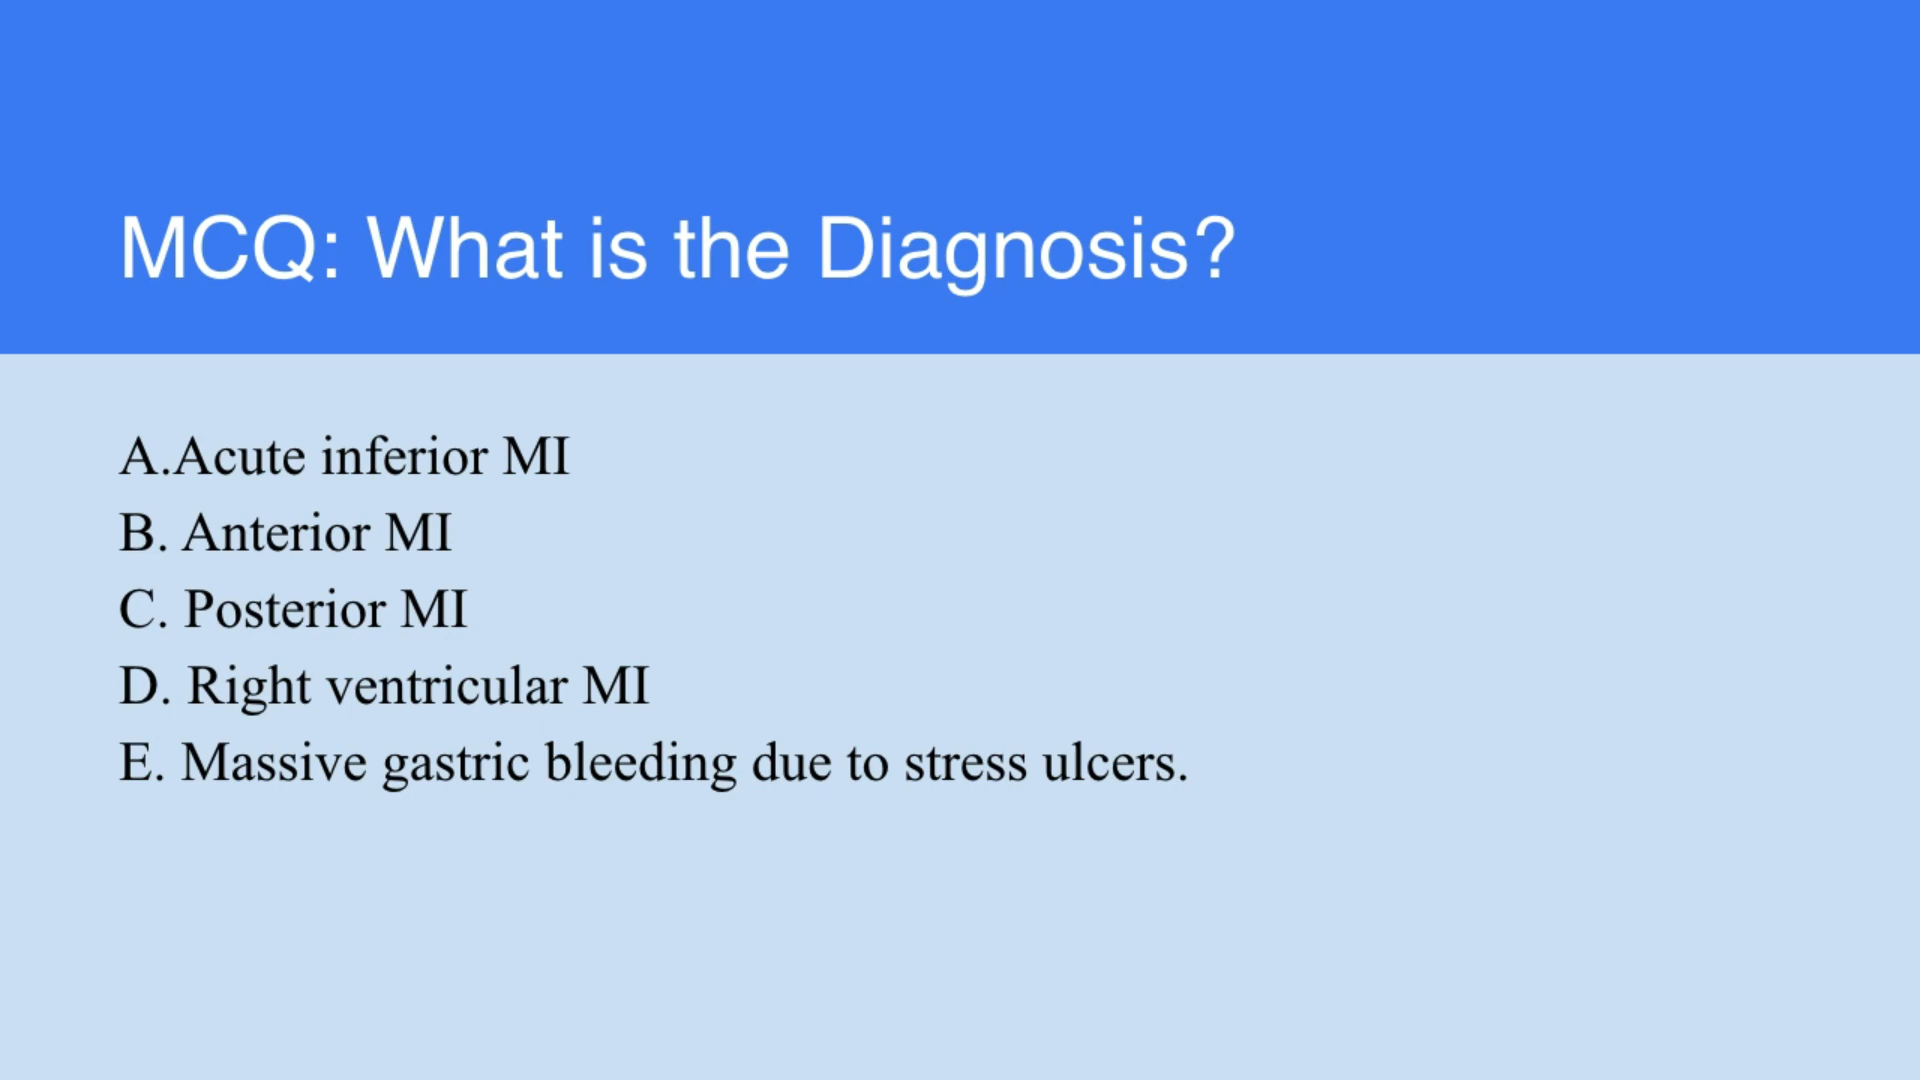 MCQ: What is the Diagnosis?
A.Acute inferior MI
B. Anterior MI
C. Posterior MI
D. Right ventricular MI
E. Massive gastric bleeding due to stress ulcers.